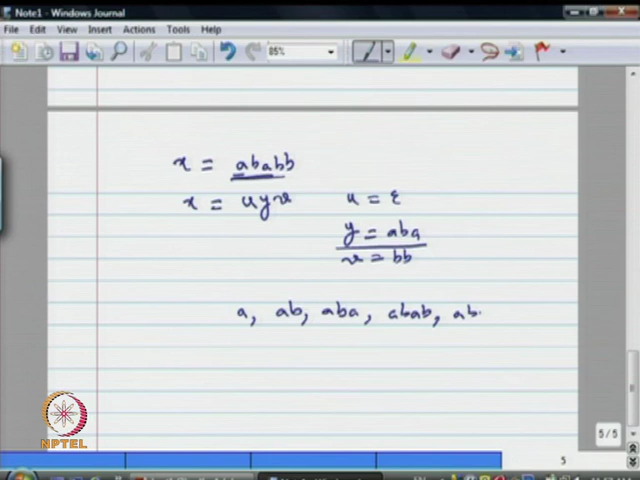 Note1 - Windows Journal
File Edit View Insert Actions Tools Help
85%
x = ababb
x = uyv u = ε
y = aba
v = bb
a, ab, aba, abab, ab
NPTEL
5/5
5